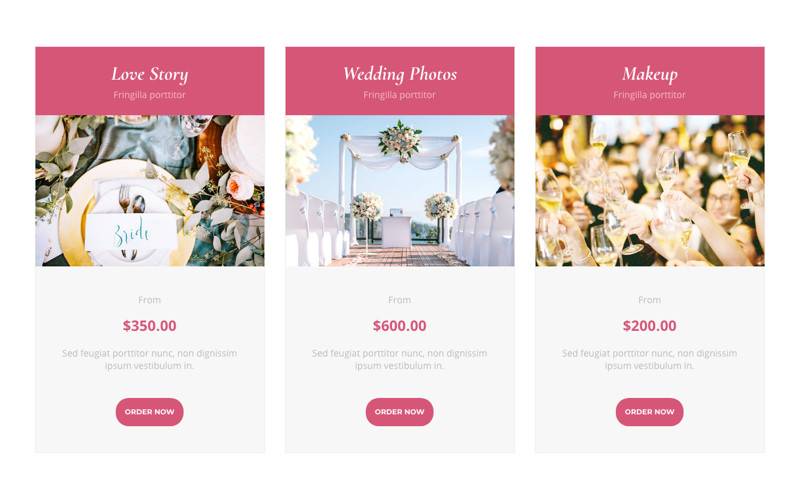 Love Story
Fringilla porttitor
Bride
From
$350.00
Sed feugiat porttitor nunc, non dignissim
ipsum vestibulum in.
ORDER NOW
Wedding Photos
Fringilla porttitor
From
$600.00
Sed feugiat porttitor nunc, non dignissim
ipsum vestibulum in.
ORDER NOW
Makeup
Fringilla porttitor
From
$200.00
Sed feugiat porttitor nunc, non dignissim
ipsum vestibulum in.
ORDER NOW